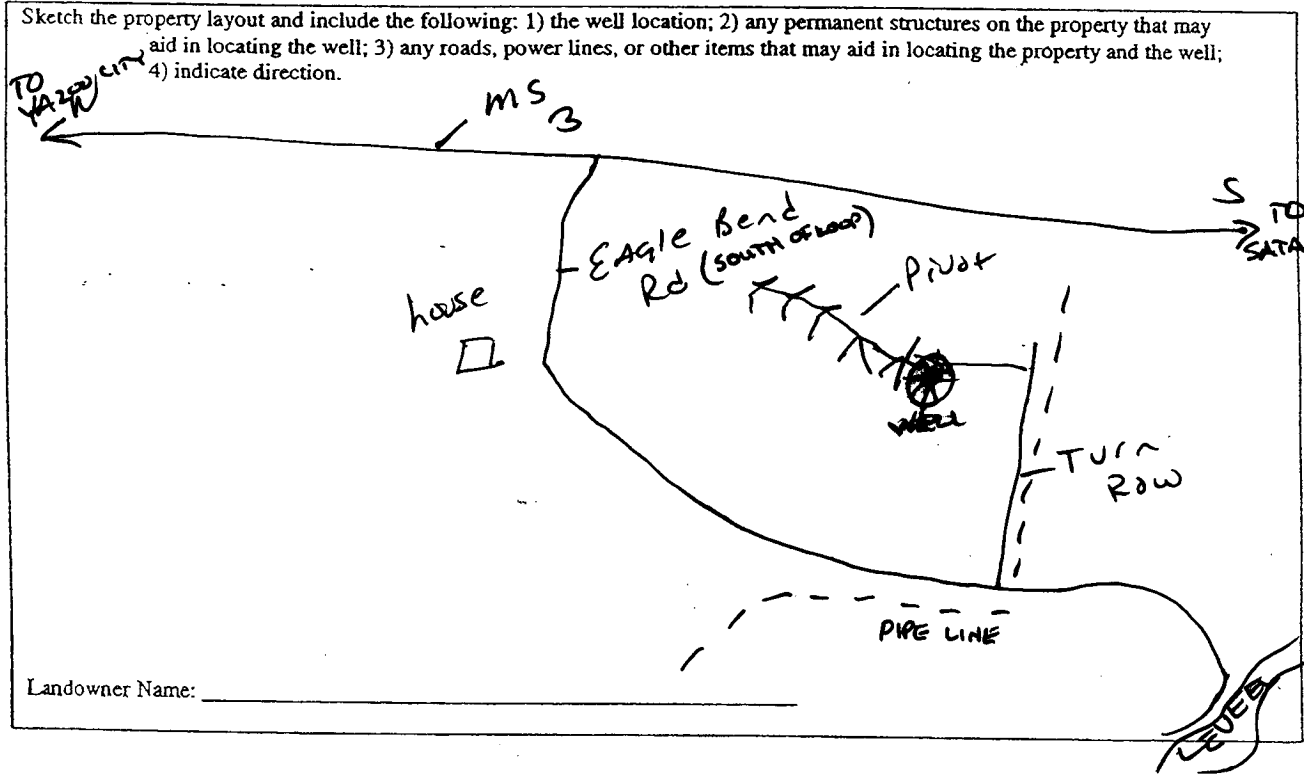 Sketch the property layout and include the following: 1) the well location; 2) any permanent structures on the property that may
aid in locating the well; 3) any roads, power lines, or other items that may aid in locating the property and the well;
4) indicate direction.
TO
YAZOO CITY
N
MS
3
S
TO
SATA
EAGle Bend
Rd (SOUTH OF LOOP)
Pivot
house
WELL
Turn
Row
PIPE LINE
Landowner Name:
LEVEE